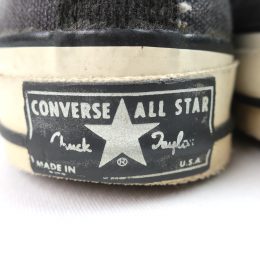 CONVERSE ALL STAR
Chuck Taylor
®
MADE IN U.S.A.